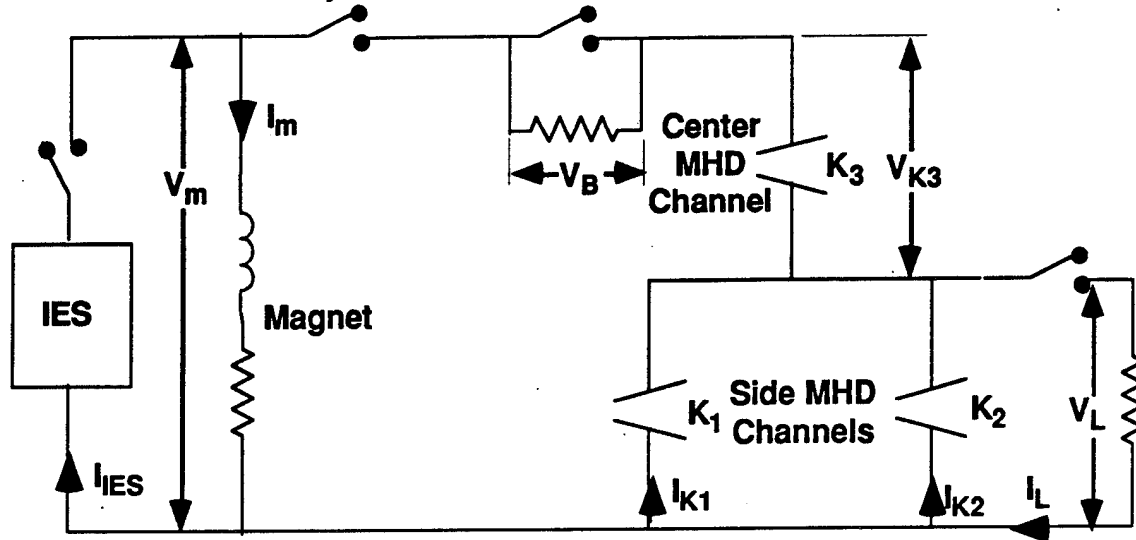 I_m
Center
MHD
Channel
K_3
V_K3
V_m
V_B
IES
Magnet
K_1
Side MHD
Channels
K_2
V_L
I_IES
I_K1
I_K2
I_L